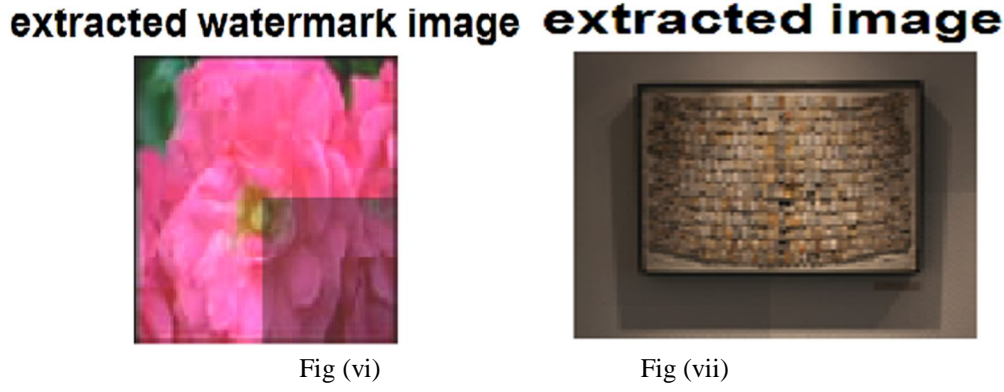 extracted watermark image
extracted image
Fig (vi)
Fig (vii)